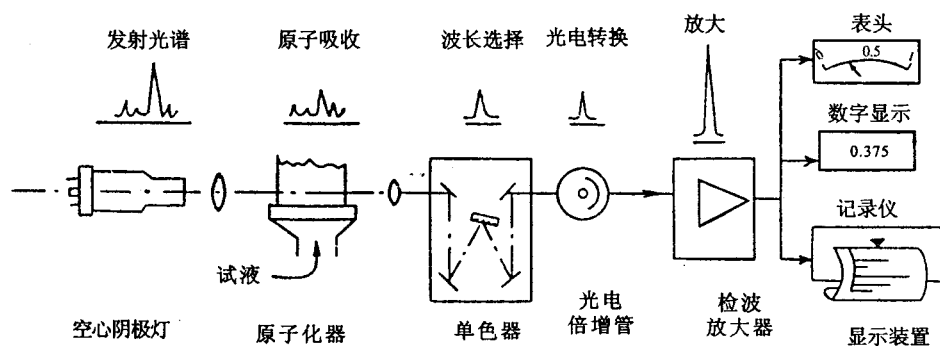 发射光谱
原子吸收
波长选择
光电转换
放大
表头
0
0.5
1
数字显示
0.375
记录仪
试液
空心阴极灯
原子化器
单色器
光电
倍增管
检波
放大器
显示装置